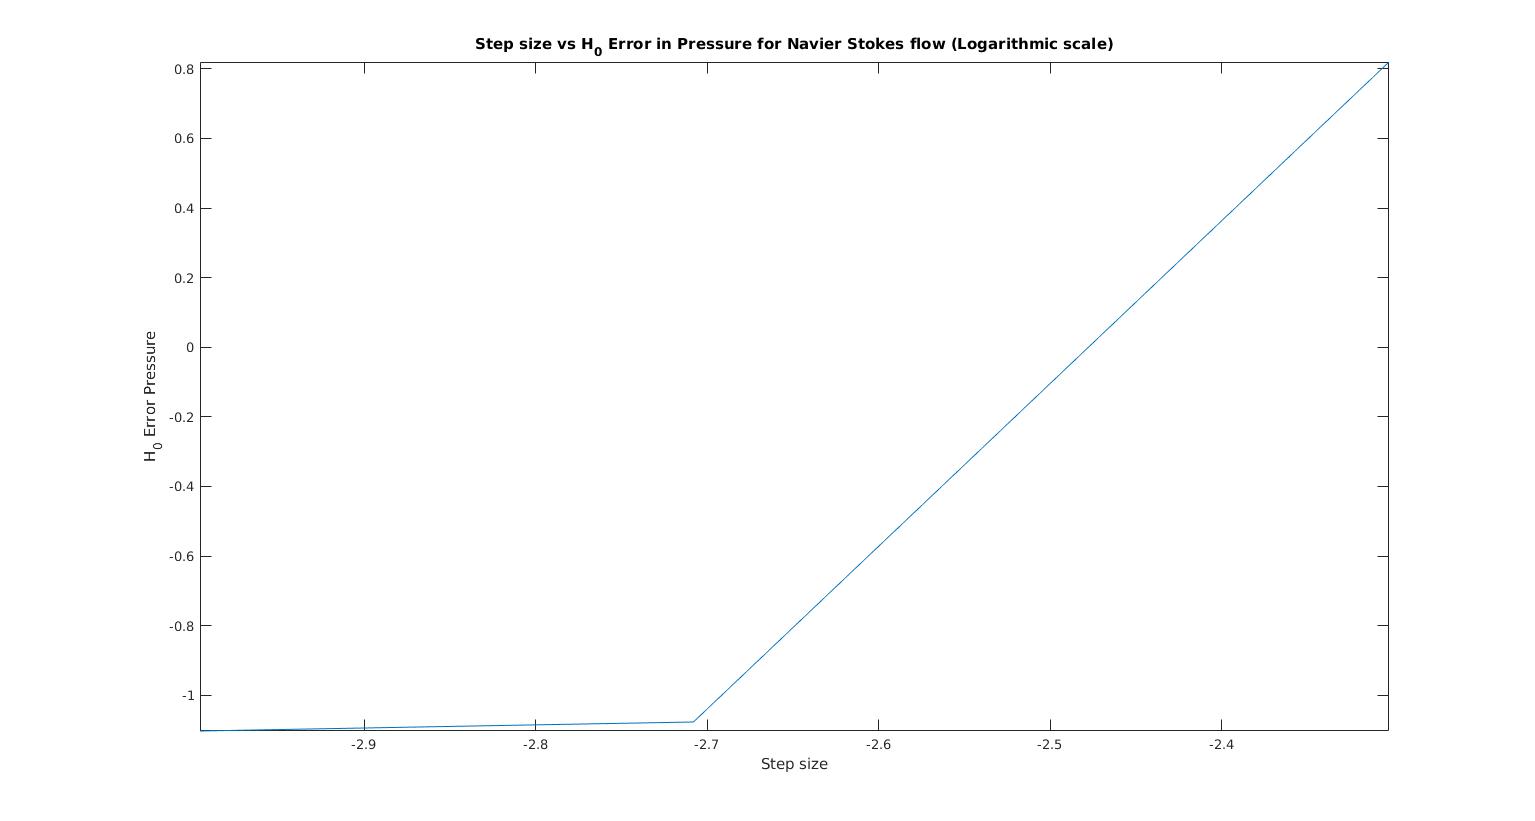 Step size vs H0 Error in Pressure for Navier Stokes flow (Logarithmic scale)
0.8
0.6
0.4
0.2
0
-0.2
-0.4
-0.6
-0.8
-1
H0 Error Pressure
-2.9 -2.8 -2.7 -2.6 -2.5 -2.4
Step size